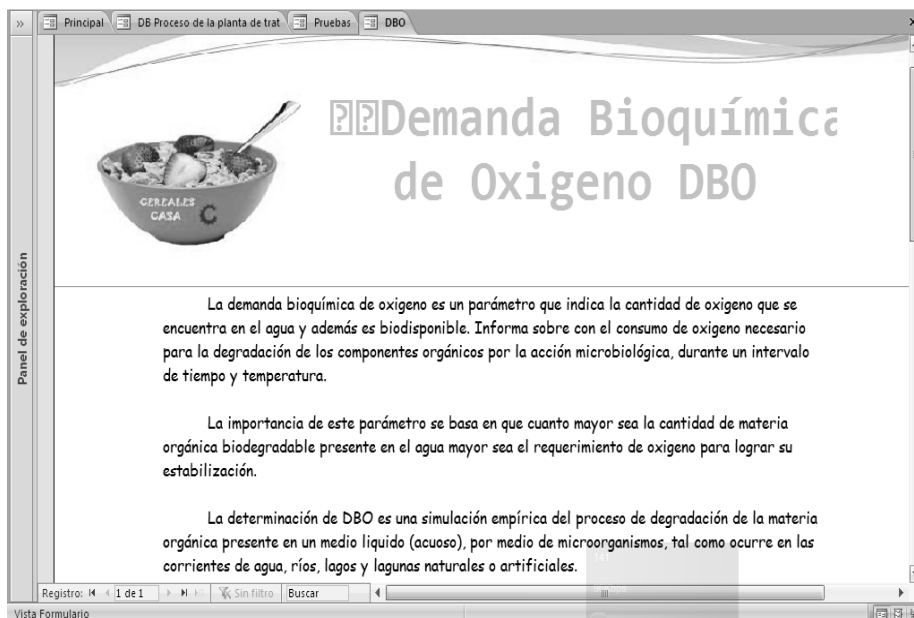 » Principal DB Proceso de la planta de trat Pruebas DBO
Demanda Bioquímica
de Oxigeno DBO
CEREALES
CASA C
Panel de exploración
La demanda bioquímica de oxigeno es un parámetro que indica la cantidad de oxigeno que se
encuentra en el agua y además es biodisponible. Informa sobre con el consumo de oxigeno necesario
para la degradación de los componentes orgánicos por la acción microbiológica, durante un intervalo
de tiempo y temperatura.
La importancia de este parámetro se basa en que cuanto mayor sea la cantidad de materia
orgánica biodegradable presente en el agua mayor sea el requerimiento de oxigeno para lograr su
estabilización.
La determinación de DBO es una simulación empírica del proceso de degradación de la materia
orgánica presente en un medio liquido (acuoso), por medio de microorganismos, tal como ocurre en las
corrientes de agua, ríos, lagos y lagunas naturales o artificiales.
141
Registro: 1 de 1 Sin filtro Buscar
Vista Formulario